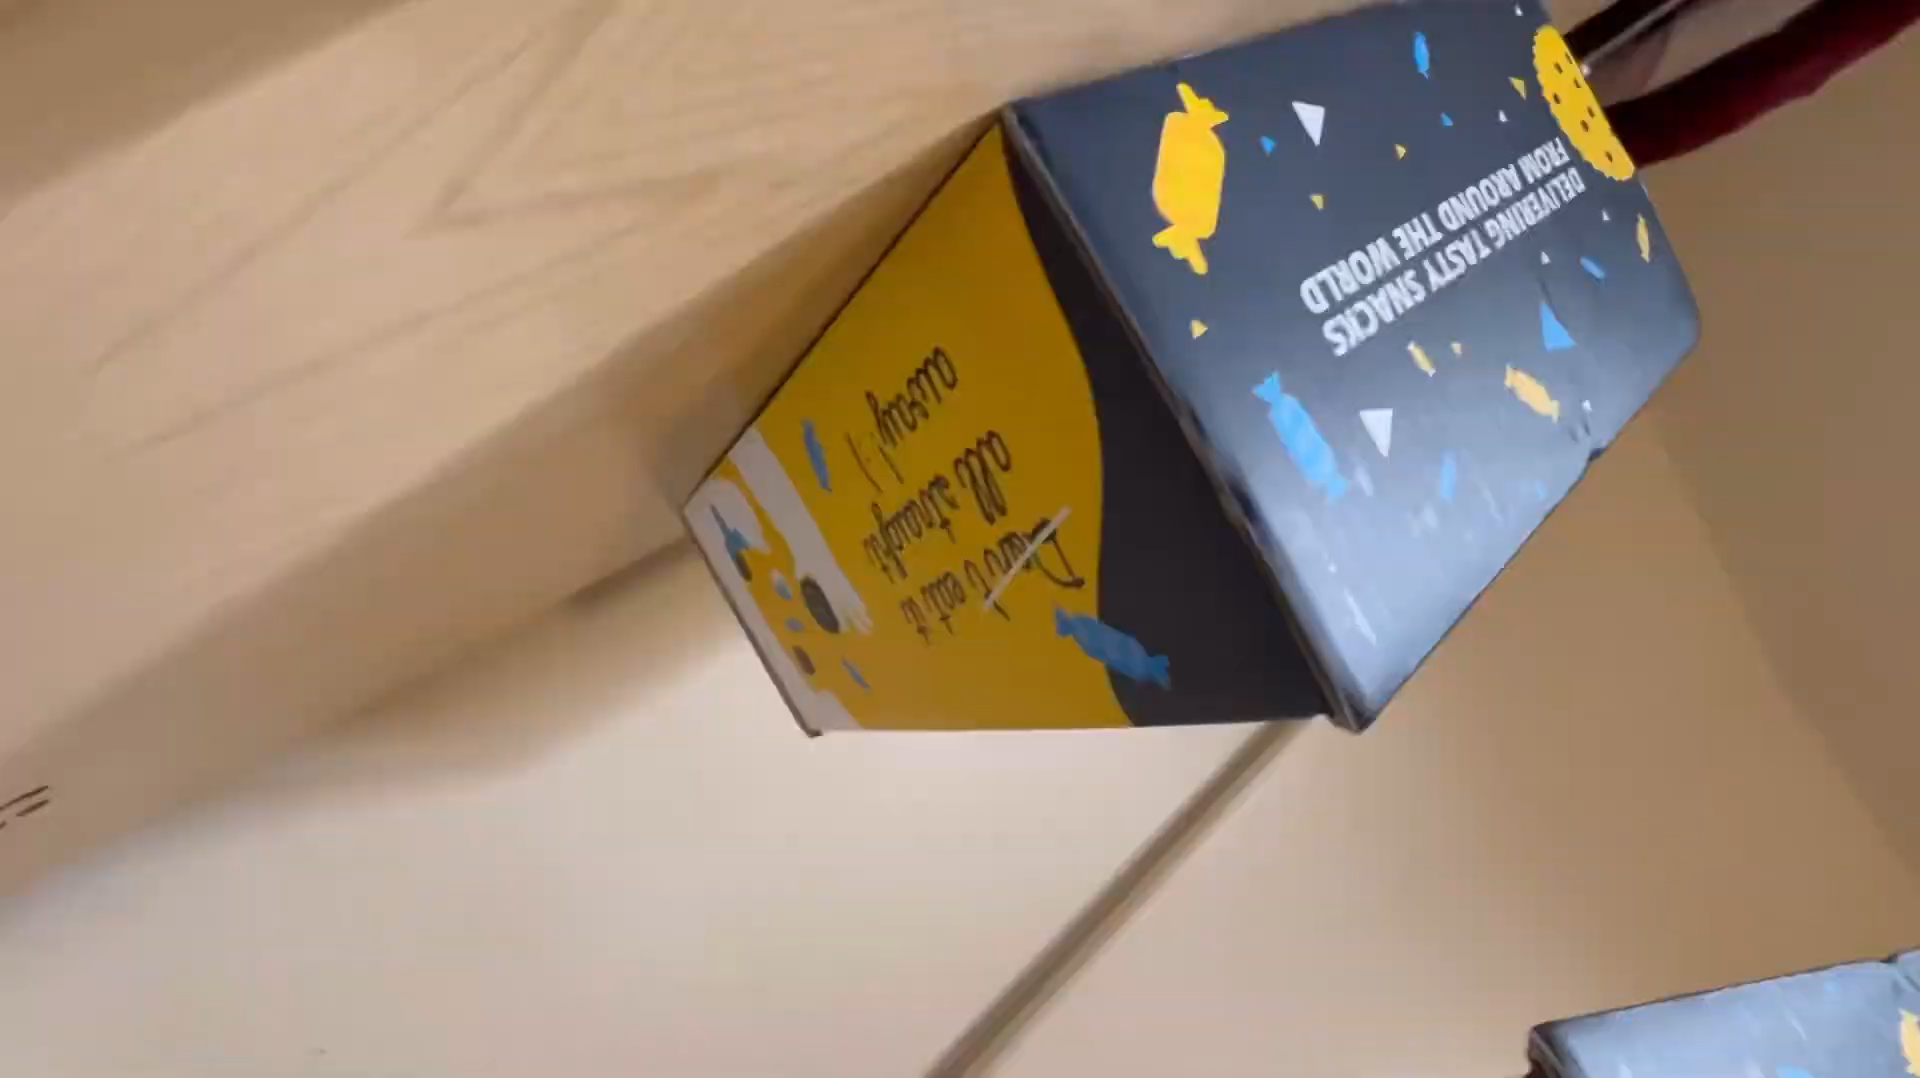 DELIVERING TASTY SNACKS
FROM AROUND THE WORLD
Don't eat it
all straight
away! :)